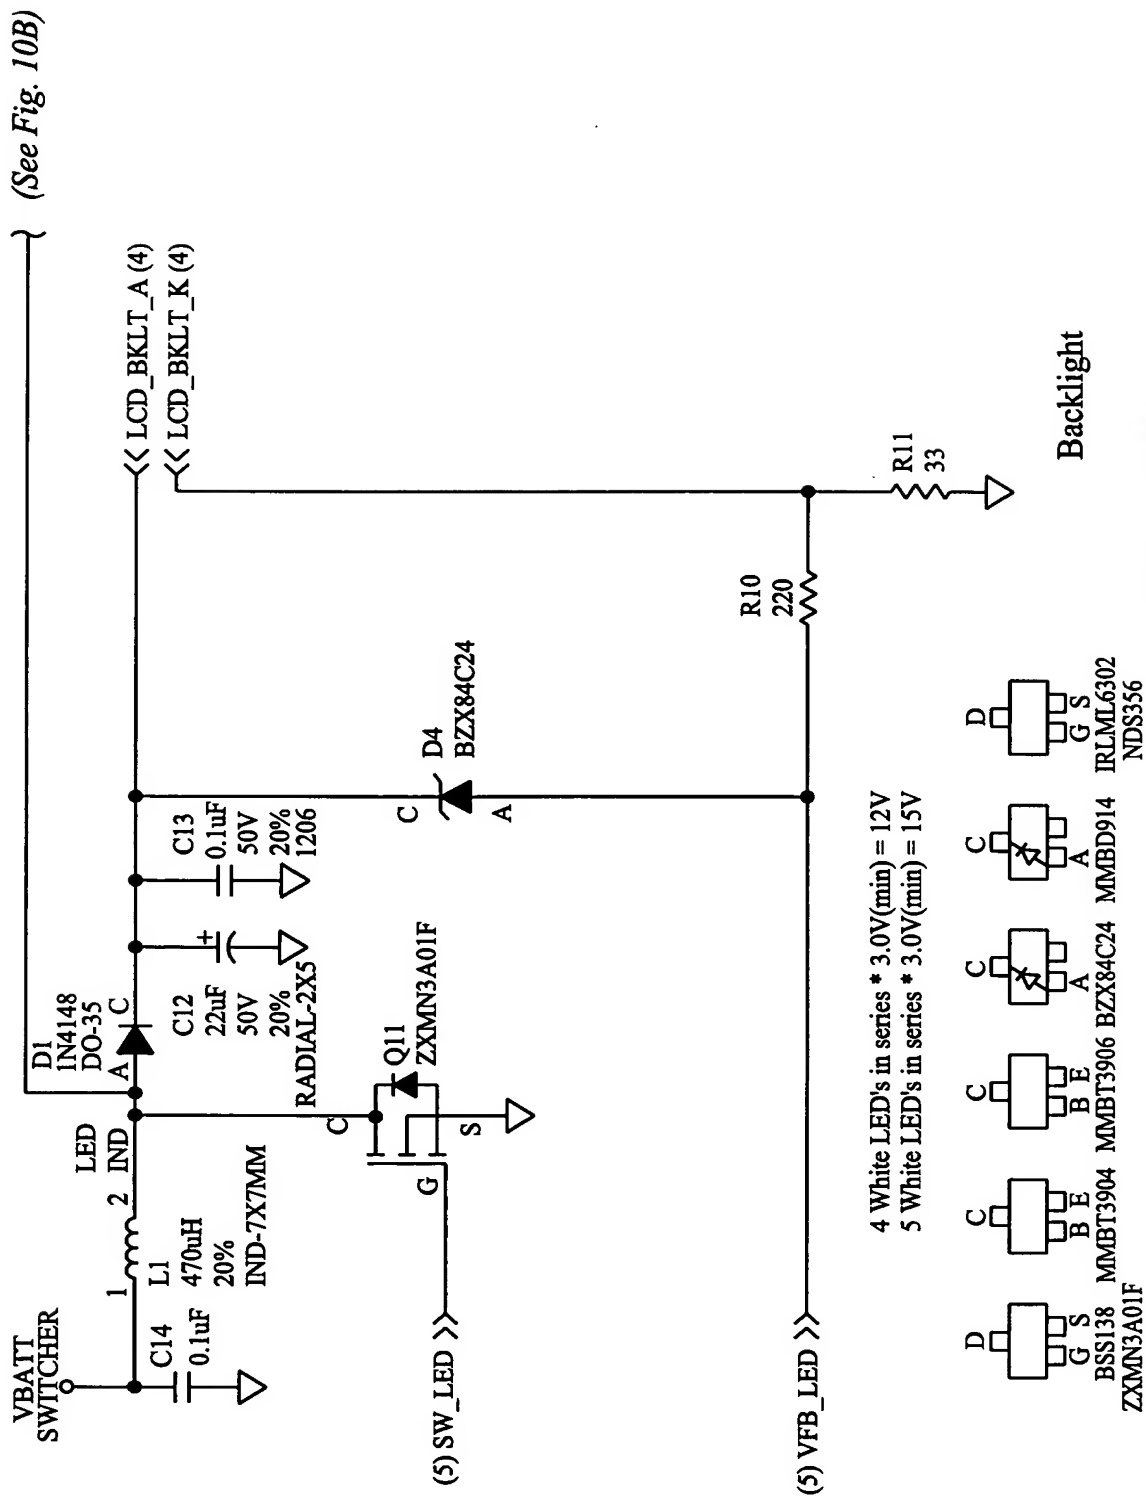 (See Fig. 10B)
VBATT
SWITCHER
LED
IND
1
2
L1
470uH
20%
IND-7X7MM
C14
0.1uF
D1
1N4148
DO-35
A
C
C12
22uF
50V
20%
RADIAL-2X5
+
C13
0.1uF
50V
20%
1206
LCD_BKLT_A (4)
LCD_BKLT_K (4)
C
Q11
ZXMN3A01F
G
S
(5) SW_LED
C
D4
BZX84C24
A
R10
220
R11
33
(5) VFB_LED
Backlight
4 White LED's in series * 3.0V(min) = 12V
5 White LED's in series * 3.0V(min) = 15V
D
G S
BSS138
ZXMN3A01F
C
B E
MMBT3904
C
B E
MMBT3906
C
A
BZX84C24
C
A
MMBD914
D
G S
IRLML6302
NDS356